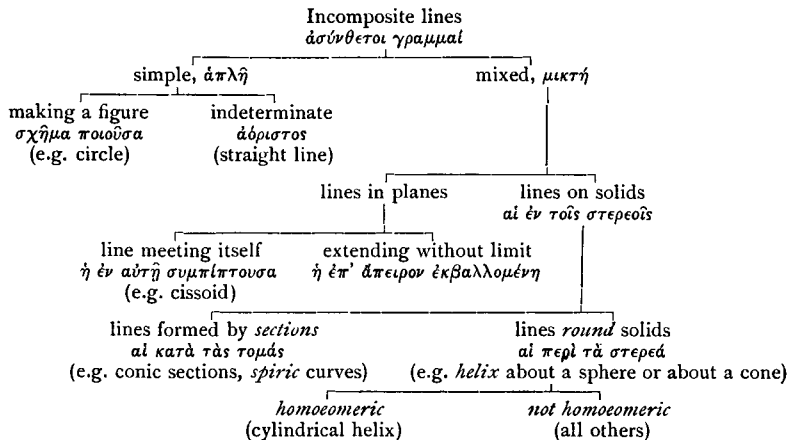 Incomposite lines
ἀσύνθετοι γραμμαί
simple, ἁπλῆ
mixed, μικτή
making a figure
σχῆμα ποιοῦσα
(e.g. circle)
indeterminate
ἀόριστος
(straight line)
lines in planes
lines on solids
αἱ ἐν τοῖς στερεοῖς
line meeting itself
ἡ ἐν αὑτῇ συμπίπτουσα
(e.g. cissoid)
extending without limit
ἡ ἐπ' ἄπειρον ἐκβαλλομένη
lines formed by sections
αἱ κατὰ τὰς τομάς
(e.g. conic sections, spiric curves)
lines round solids
αἱ περὶ τὰ στερεά
(e.g. helix about a sphere or about a cone)
homoeomeric
(cylindrical helix)
not homoeomeric
(all others)